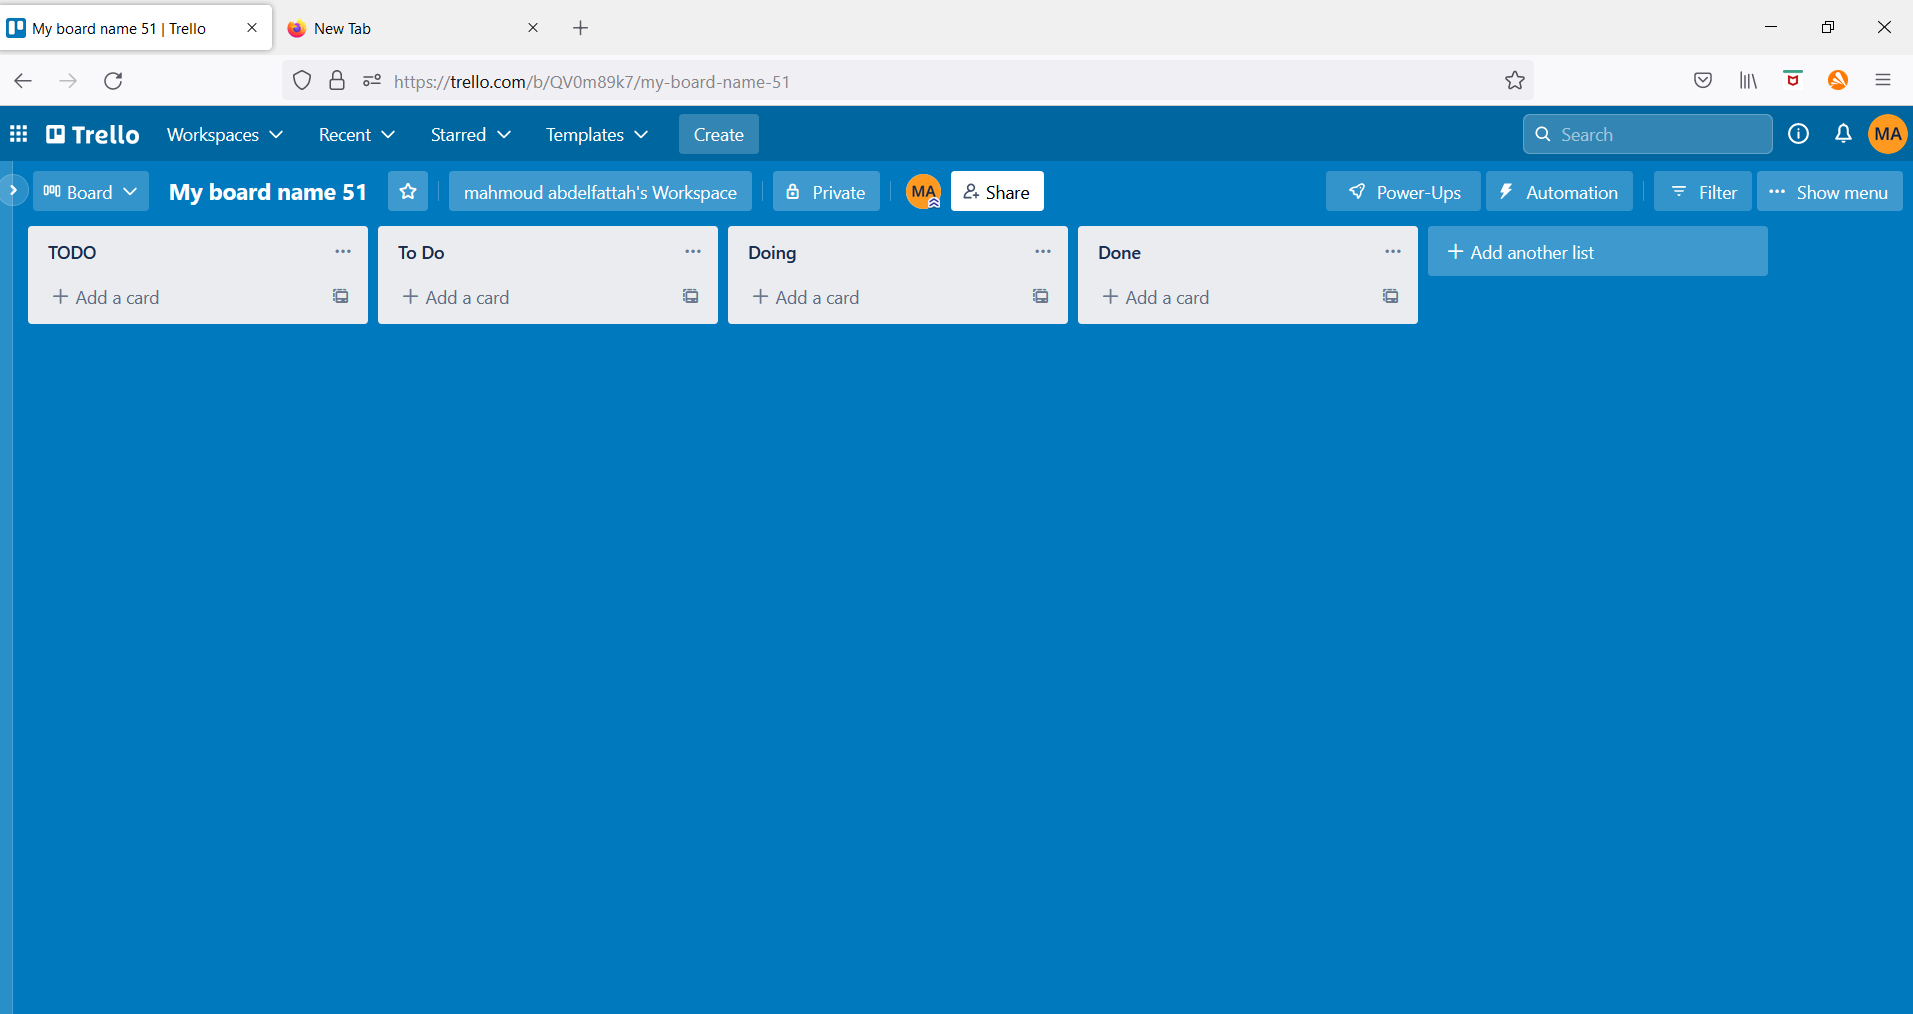 My board name 51 | Trello
New Tab
https://trello.com/b/QV0m89k7/my-board-name-51
Trello Workspaces Recent Starred Templates Create Search MA
Board My board name 51 mahmoud abdelfattah's Workspace Private MA Share Power-Ups Automation Filter Show menu
TODO To Do Doing Done + Add another list
+ Add a card + Add a card + Add a card + Add a card